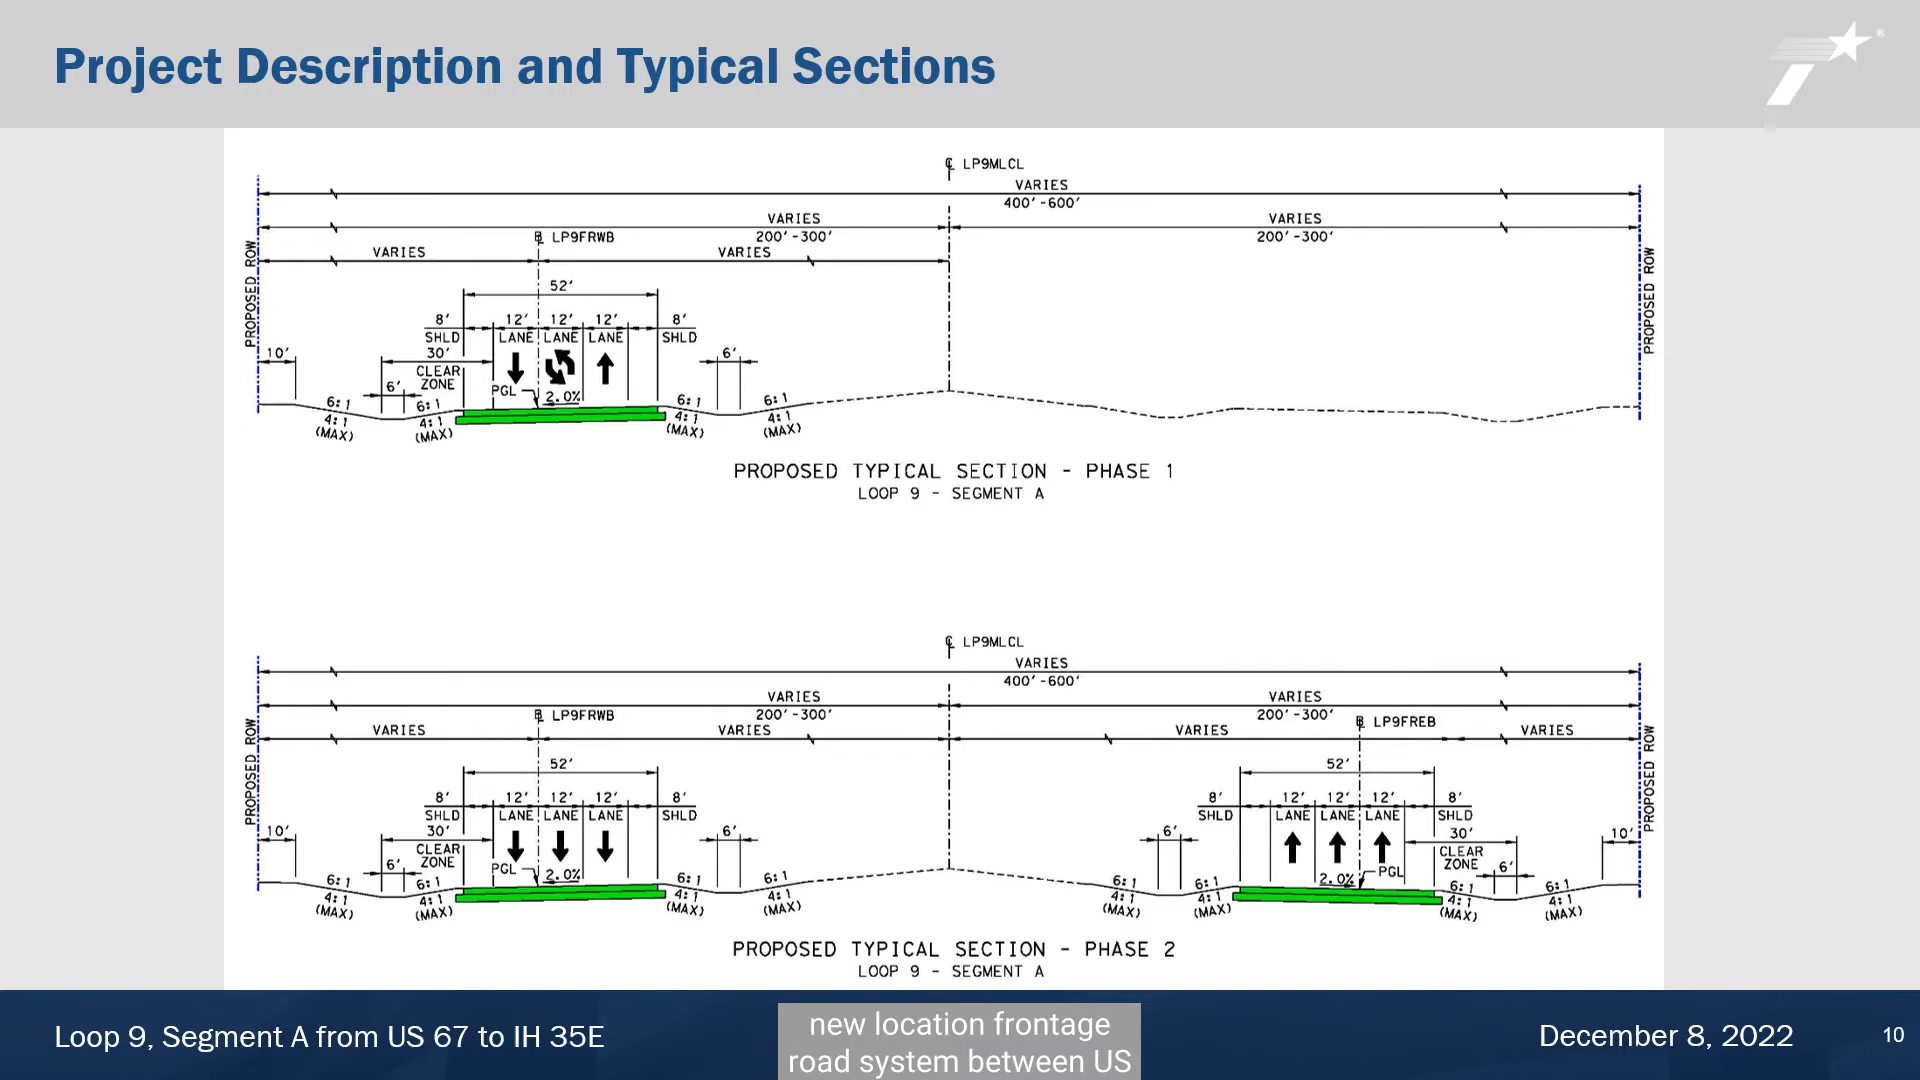 Project Description and Typical Sections
℄ LP9MLCL
VARIES
400'-600'
VARIES
200'-300'
VARIES
200'-300'
B LP9FRWB
VARIES
VARIES
PROPOSED ROW
PROPOSED ROW
52'
8' 12' 12' 12' 8'
SHLD LANE LANE LANE SHLD
10' 30' 6'
CLEAR
ZONE
6' PGL 2.0%
6:1 6:1 6:1 6:1
4:1 4:1 4:1 4:1
(MAX) (MAX) (MAX) (MAX)
PROPOSED TYPICAL SECTION - PHASE 1
LOOP 9 - SEGMENT A
℄ LP9MLCL
VARIES
400'-600'
VARIES
200'-300'
VARIES
200'-300'
B LP9FRWB
B LP9FREB
VARIES VARIES VARIES VARIES
PROPOSED ROW
PROPOSED ROW
52' 52'
8' 12' 12' 12' 8' 8' 12' 12' 12' 8'
SHLD LANE LANE LANE SHLD SHLD LANE LANE LANE SHLD
10' 30' 6' 6' 30' 10'
CLEAR CLEAR
ZONE ZONE
6' PGL 2.0% 2.0% PGL 6'
6:1 6:1 6:1 6:1 6:1 6:1 6:1 6:1
4:1 4:1 4:1 4:1 4:1 4:1 4:1 4:1
(MAX) (MAX) (MAX) (MAX) (MAX) (MAX) (MAX) (MAX)
PROPOSED TYPICAL SECTION - PHASE 2
LOOP 9 - SEGMENT A
Loop 9, Segment A from US 67 to IH 35E
new location frontage
road system between US
December 8, 2022
10